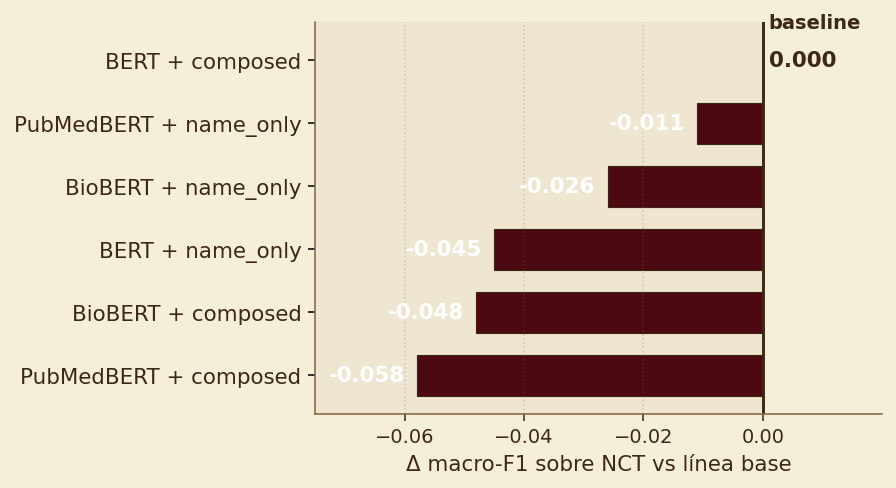 baseline
BERT + composed 0.000
PubMedBERT + name_only -0.011
BioBERT + name_only -0.026
BERT + name_only -0.045
BioBERT + composed -0.048
PubMedBERT + composed -0.058
−0.06 −0.04 −0.02 0.00
Δ macro-F1 sobre NCT vs línea base